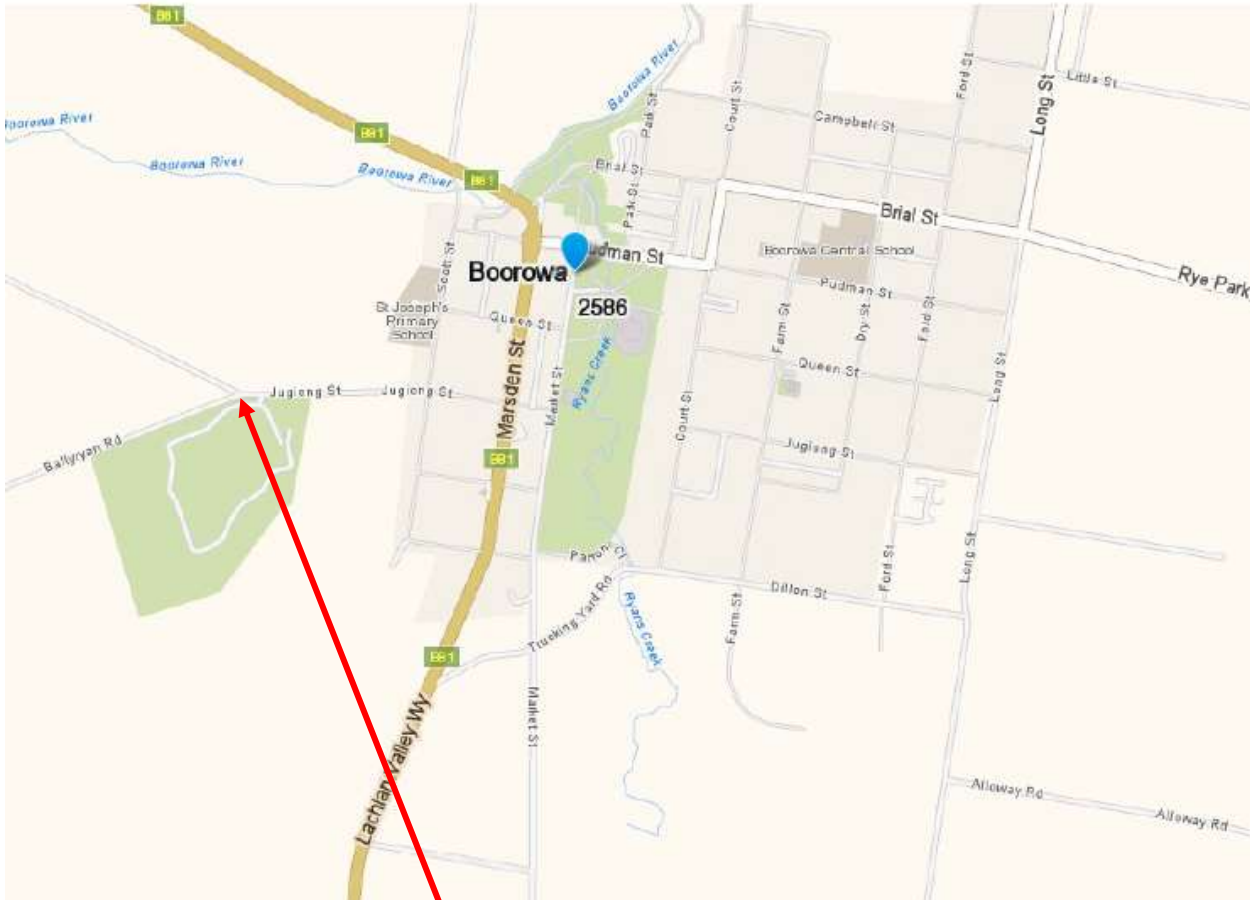 B81
Boorowa River
Park St
Court St
Ford St
Long St
Little St
Campbell St
Boorowa River
B81
Boorowa River
Boorowa River
B81
Brial St
Park St
Brial St
Pudman St
Boorowa Central School
Rye Park
Scott St
Boorowa
2586
Pudman St
St Joseph's
Primary
School
Queen St
Ryans Creek
Farm St
Dry St
Ford St
Queen St
Long St
Jugiong St
Jugiong St
Marsden St
Market St
Court St
Ballyryan Rd
B81
Jugiong St
Long St
Ford St
Dillon St
Trucking Yard Rd
Ryans Creek
Farm St
B81
Market St
Lachlan Valley Wy
Alloway Rd
Alloway Rd